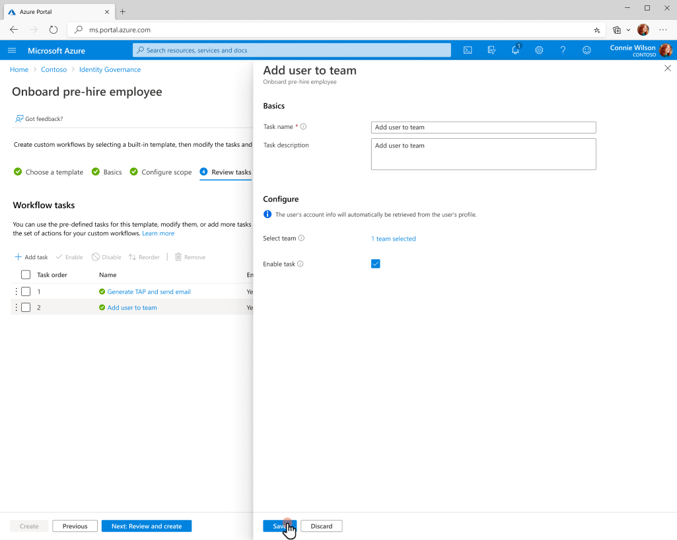 Azure Portal
ms.portal.azure.com
Microsoft Azure
Search resources, services and docs
1
Connie Wilson
CONTOSO
Home > Contoso > Identity Governance
Onboard pre-hire employee
Got feedback?
Create custom workflows by selecting a built-in template, then modify the tasks and
Choose a template
Basics
Configure scope
4 Review tasks
Workflow tasks
You can use the pre-defined tasks for this template, modify them, or add more tasks
the set of actions for your custom workflows. Learn more
Add task
Enable
Disable
Reorder
Remove
Task order
Name
En
1
Generate TAP and send email
Ye
2
Add user to team
Ye
Create
Previous
Next: Review and create
Add user to team
Onboard pre-hire employee
Basics
Task name *
Add user to team
Task description
Add user to team
Configure
The user's account info will automatically be retrieved from the user's profile.
Select team
1 team selected
Enable task
Save
Discard